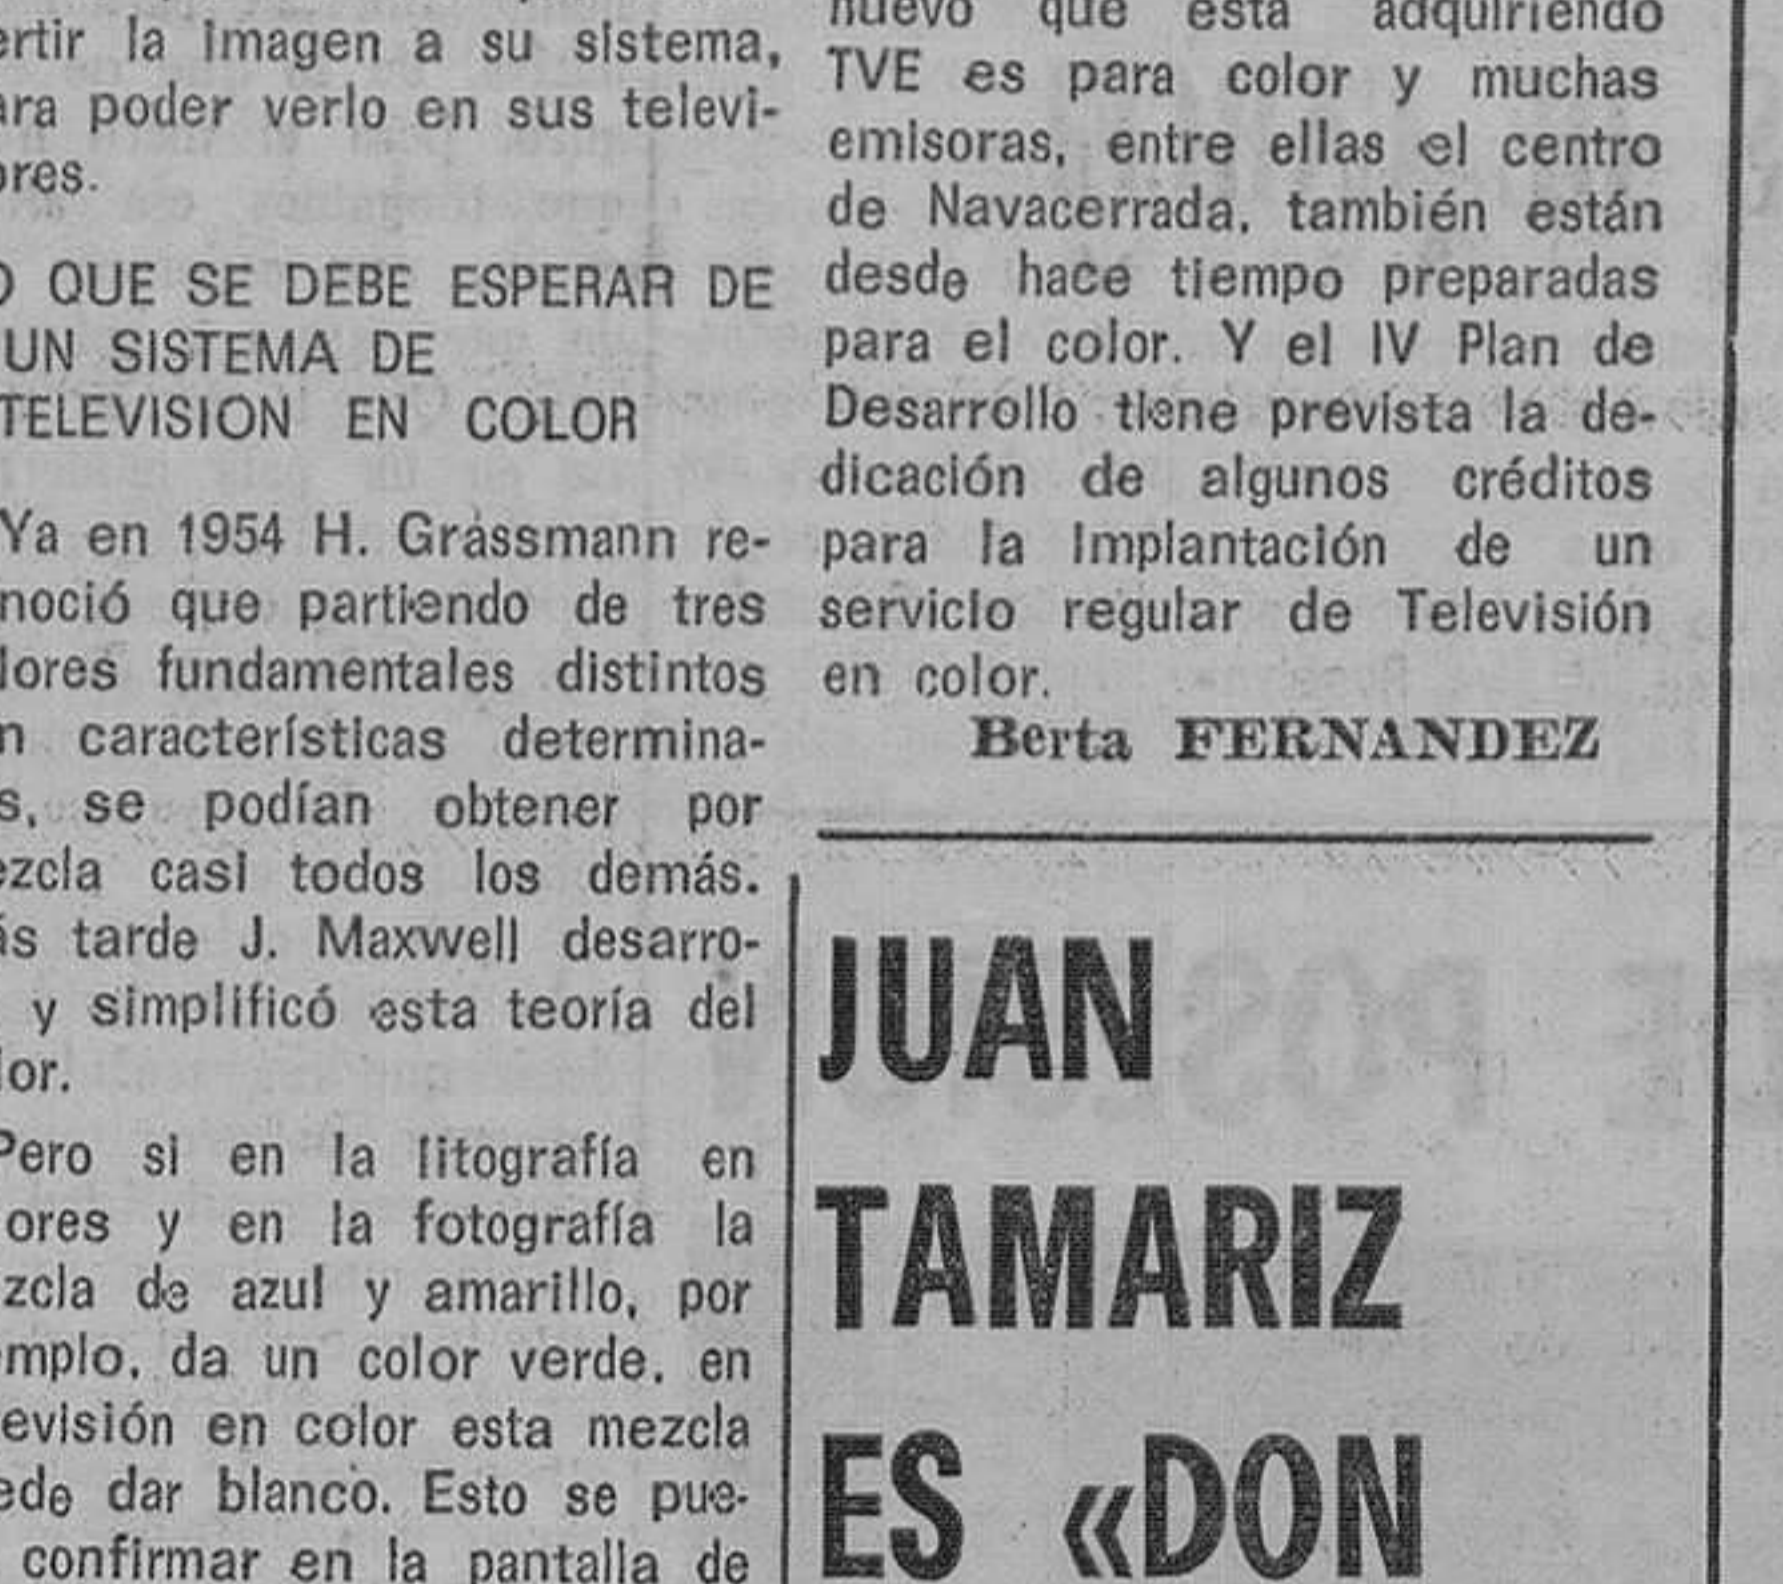 la imagen a su sistema,
poder verlo en sus televi-
QUE SE DEBE ESPERAR DE
UN SISTEMA DE
TELEVISION EN COLOR
Ya en 1954 H. Grassmann re-
noció que partiendo de tres
lores fundamentales distintos
n características determina-
s, se podían obtener por
ezcla casi todos los demás.
ás tarde J. Maxwell desarro-
y simplificó esta teoría del
lor.
Pero si en la litografía en
ores y en la fotografía la
zcla de azul y amarillo, por
emplo, da un color verde, en
evisión en color esta mezcla
ede dar blanco. Esto se pue-
confirmar en la pantalla de
nuevo que está adquiriendo
TVE es para color y muchas
emisoras, entre ellas el centro
de Navacerrada, también están
desde hace tiempo preparadas
para el color. Y el IV Plan de
Desarrollo tiene prevista la de-
dicación de algunos créditos
para la implantación de un
servicio regular de Televisión
en color.
Berta FERNANDEZ
JUAN
TAMARIZ
ES «DON